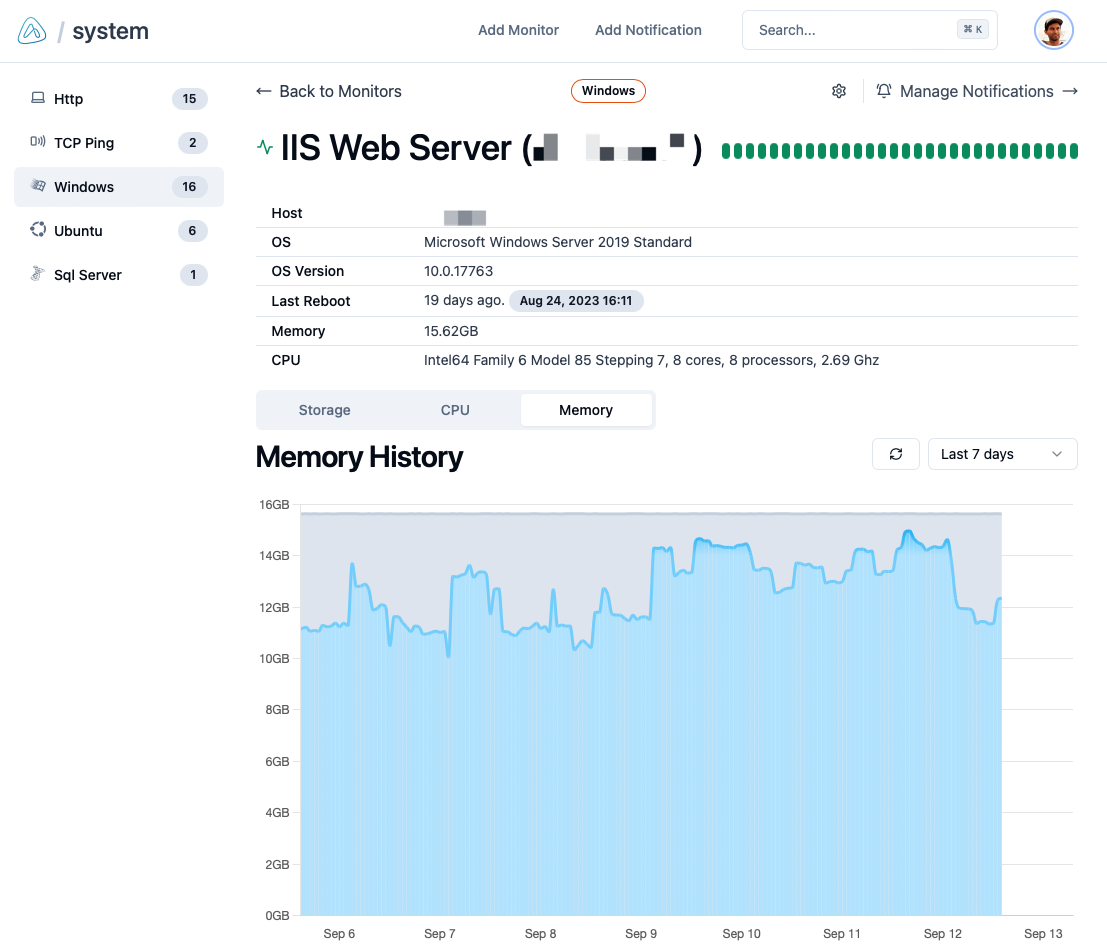 / system Add Monitor Add Notification Search... ⌘ K
Http 15
TCP Ping 2
Windows 16
Ubuntu 6
Sql Server 1
← Back to Monitors Windows Manage Notifications →
IIS Web Server ( )
Host
OS Microsoft Windows Server 2019 Standard
OS Version 10.0.17763
Last Reboot 19 days ago. Aug 24, 2023 16:11
Memory 15.62GB
CPU Intel64 Family 6 Model 85 Stepping 7, 8 cores, 8 processors, 2.69 Ghz
Storage CPU Memory
Memory History Last 7 days
16GB
14GB
12GB
10GB
8GB
6GB
4GB
2GB
0GB
Sep 6 Sep 7 Sep 8 Sep 9 Sep 10 Sep 11 Sep 12 Sep 13